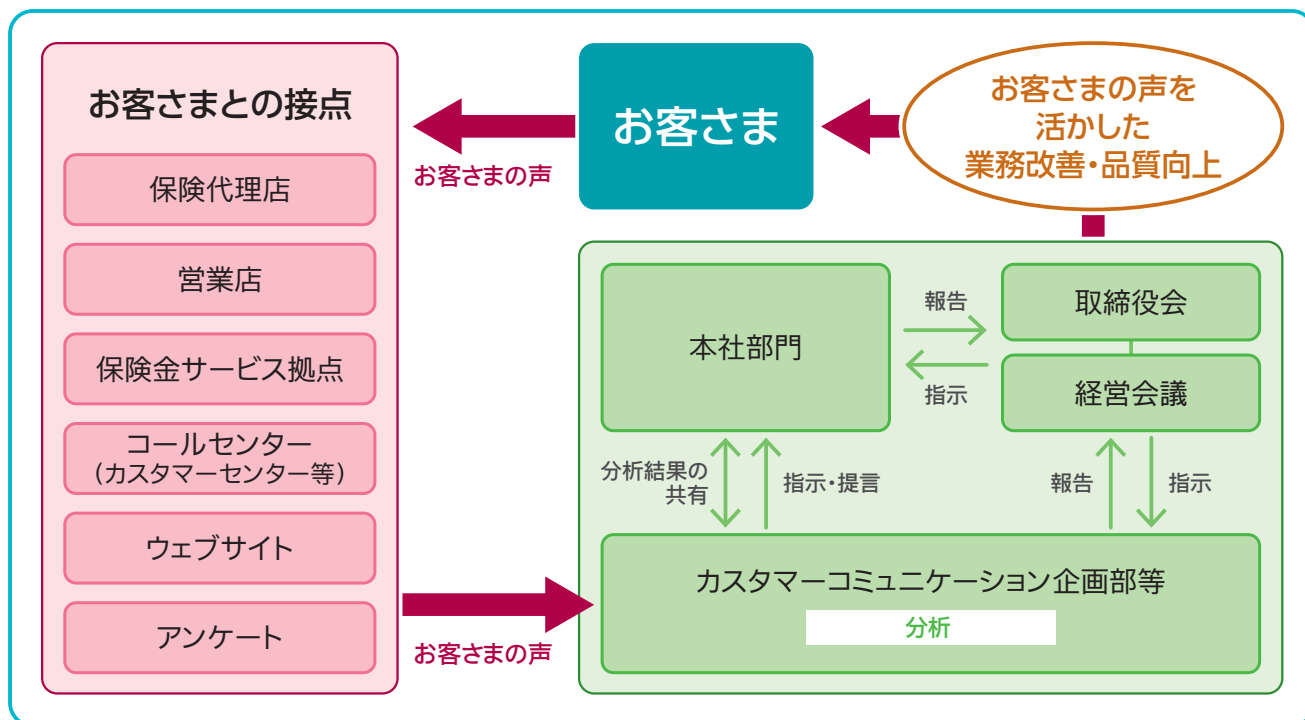 お客さまとの接点
保険代理店
営業店
保険金サービス拠点
コールセンター
(カスタマーセンター等)
ウェブサイト
アンケート
お客さまの声
お客さま
お客さまの声を
活かした
業務改善・品質向上
本社部門
報告
指示
取締役会
経営会議
分析結果の
共有
指示・提言
報告
指示
カスタマーコミュニケーション企画部等
分析
お客さまの声